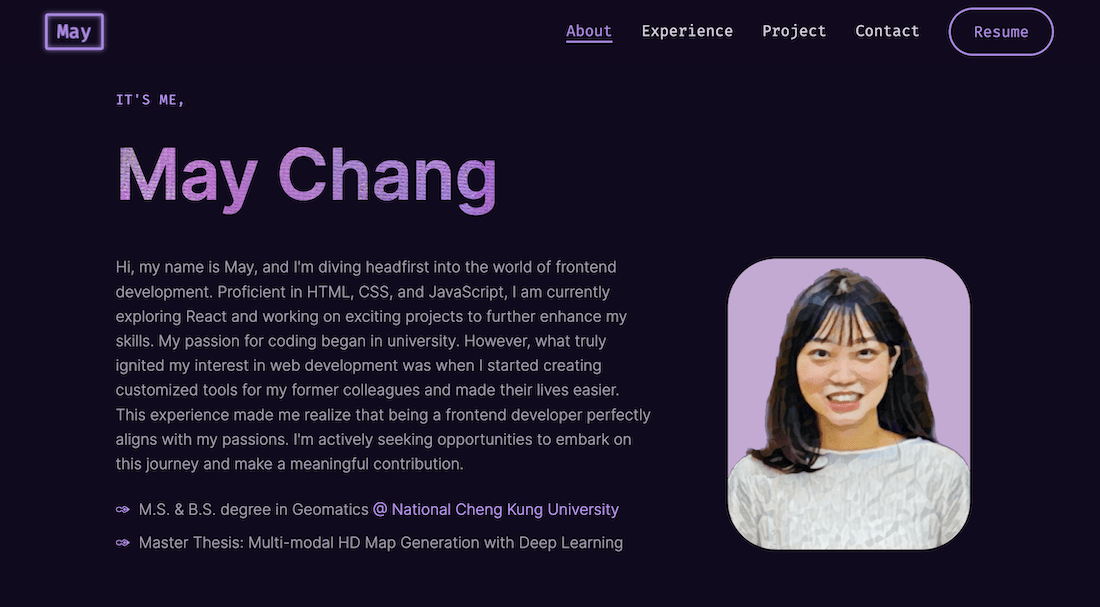 May
About Experience Project Contact Resume
IT'S ME,
May Chang
Hi, my name is May, and I'm diving headfirst into the world of frontend
development. Proficient in HTML, CSS, and JavaScript, I am currently
exploring React and working on exciting projects to further enhance my
skills. My passion for coding began in university. However, what truly
ignited my interest in web development was when I started creating
customized tools for my former colleagues and made their lives easier.
This experience made me realize that being a frontend developer perfectly
aligns with my passions. I'm actively seeking opportunities to embark on
this journey and make a meaningful contribution.
M.S. & B.S. degree in Geomatics @ National Cheng Kung University
Master Thesis: Multi-modal HD Map Generation with Deep Learning